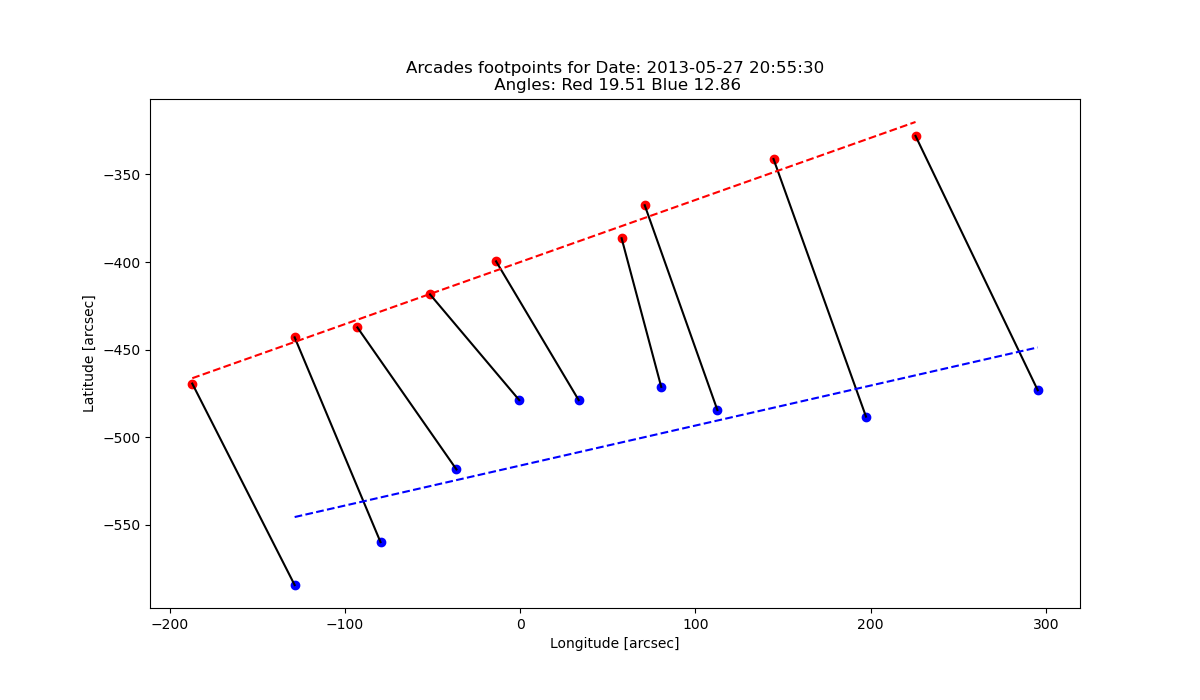 Arcades footpoints for Date: 2013-05-27 20:55:30
Angles: Red 19.51 Blue 12.86
Latitude [arcsec]
−350
−400
−450
−500
−550
−200
−100
0
100
200
300
Longitude [arcsec]